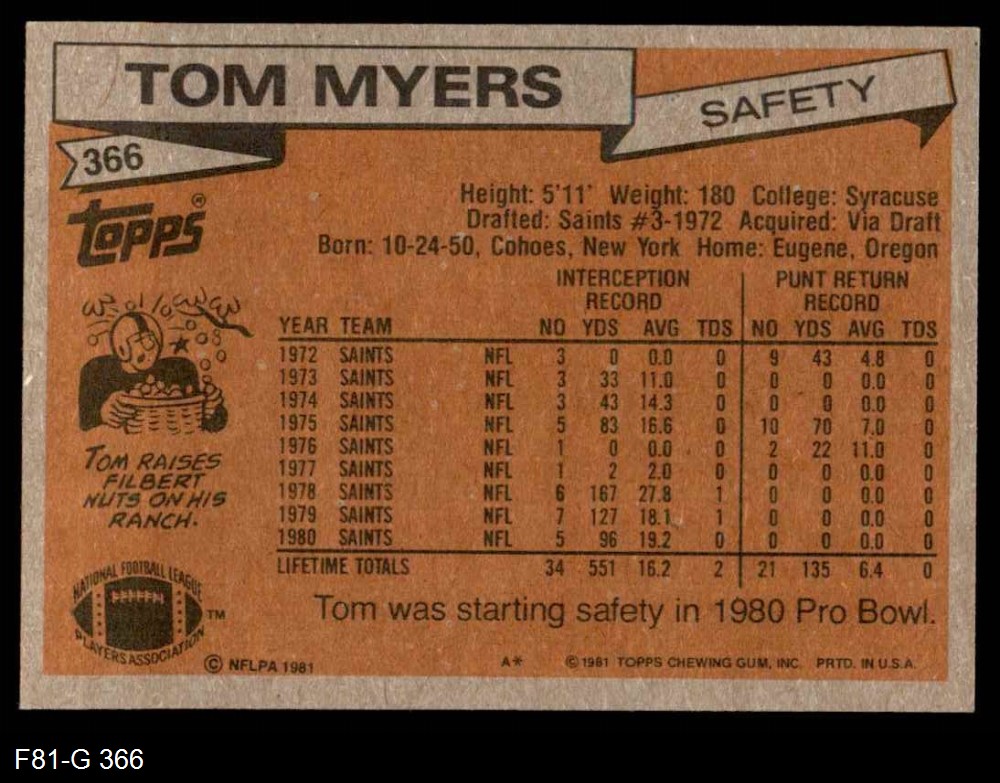 TOM MYERS
SAFETY
366
Topps®
Height: 5'11' Weight: 180 College: Syracuse
Drafted: Saints #3-1972 Acquired: Via Draft
Born: 10-24-50, Cohoes, New York Home: Eugene, Oregon
INTERCEPTION RECORD PUNT RETURN RECORD
YEAR TEAM NO YDS AVG TDS NO YDS AVG TDS
1972 SAINTS NFL 3 0 0.0 0 9 43 4.8 0
1973 SAINTS NFL 3 33 11.0 0 0 0 0.0 0
1974 SAINTS NFL 3 43 14.3 0 0 0 0.0 0
1975 SAINTS NFL 5 83 16.6 0 10 70 7.0 0
1976 SAINTS NFL 1 0 0.0 0 2 22 11.0 0
1977 SAINTS NFL 1 2 2.0 0 0 0 0.0 0
1978 SAINTS NFL 6 167 27.8 1 0 0 0.0 0
1979 SAINTS NFL 7 127 18.1 1 0 0 0.0 0
1980 SAINTS NFL 5 96 19.2 0 0 0 0.0 0
LIFETIME TOTALS 34 551 16.2 2 21 135 6.4 0
TOM RAISES
FILBERT
NUTS ON HIS
RANCH.
NATIONAL FOOTBALL LEAGUE
PLAYERS ASSOCIATION
TM
Tom was starting safety in 1980 Pro Bowl.
© NFLPA 1981 A* © 1981 TOPPS CHEWING GUM, INC. PRTD. IN U.S.A.
F81-G 366